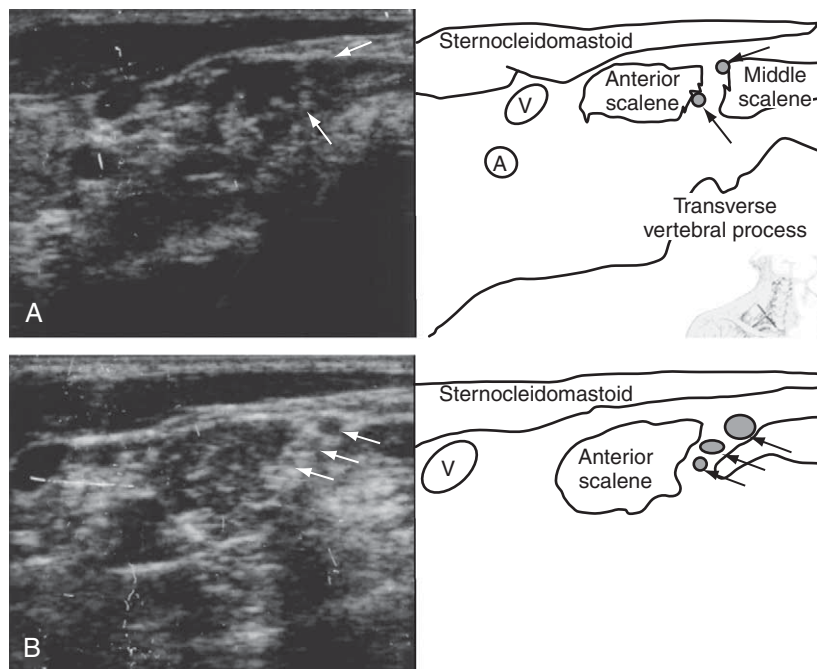 Sternocleidomastoid
Anterior
scalene
Middle
scalene
V
A
Transverse
vertebral process
A
Sternocleidomastoid
Anterior
scalene
V
B